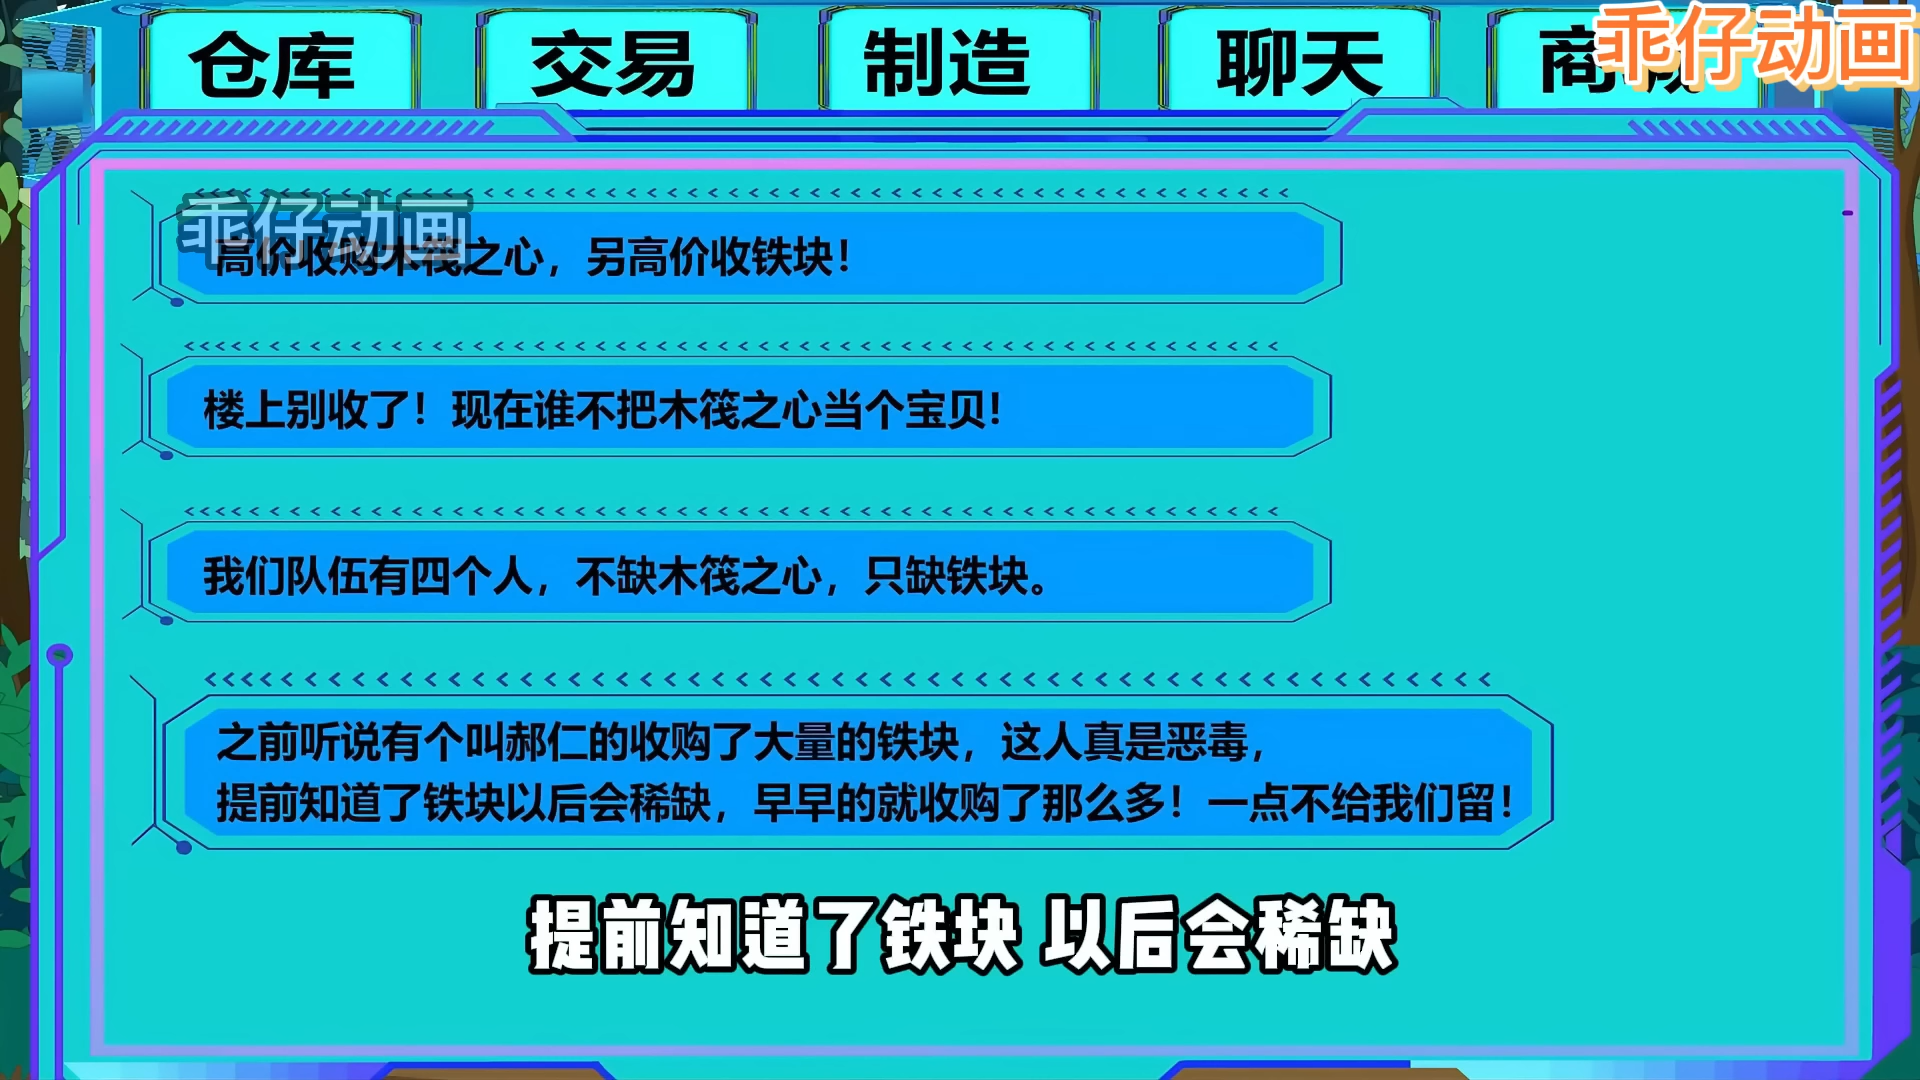 仓库 交易 制造 聊天 商
乖仔动画
乖仔动画
高价收购木筏之心，另高价收铁块！
楼上别收了！现在谁不把木筏之心当个宝贝！
我们队伍有四个人，不缺木筏之心，只缺铁块。
之前听说有个叫郝仁的收购了大量的铁块，这人真是恶毒，
提前知道了铁块以后会稀缺，早早的就收购了那么多！一点不给我们留！
提前知道了铁块 以后会稀缺